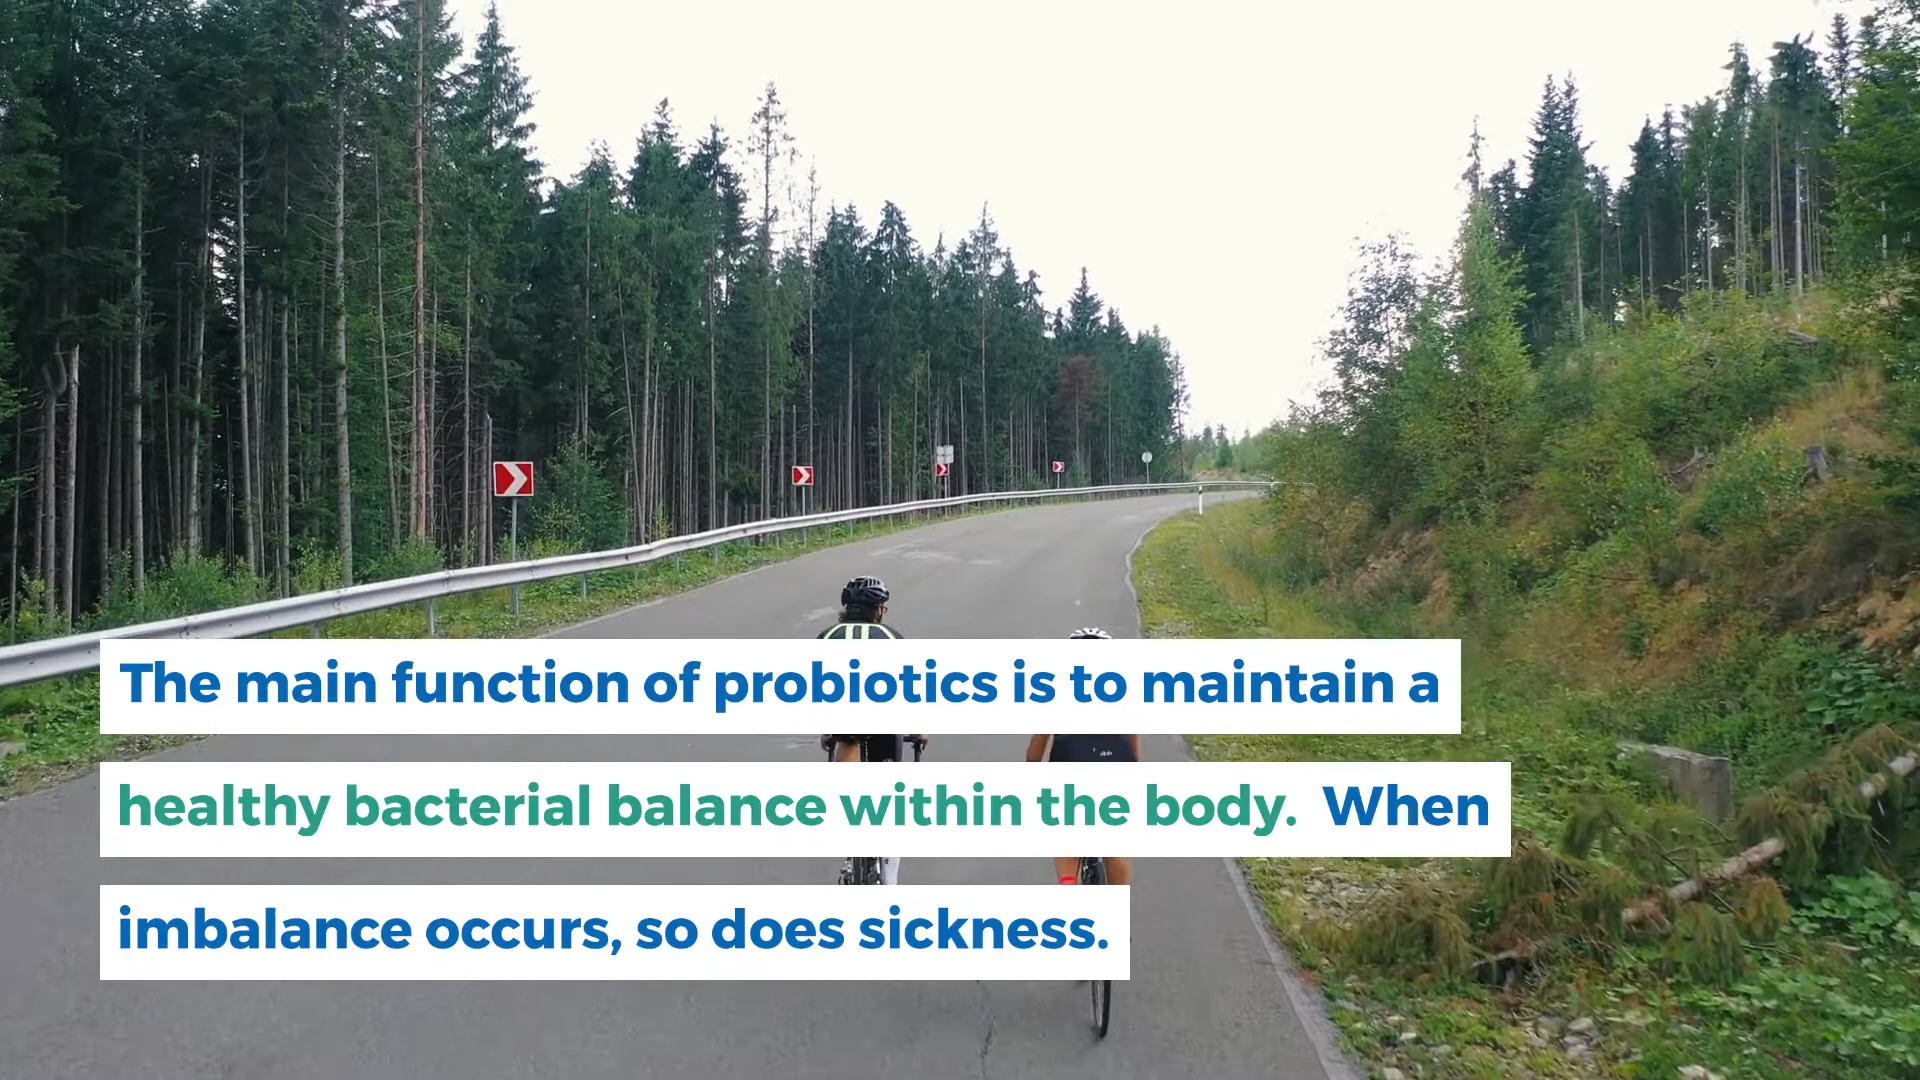 The main function of probiotics is to maintain a
healthy bacterial balance within the body. When
imbalance occurs, so does sickness.